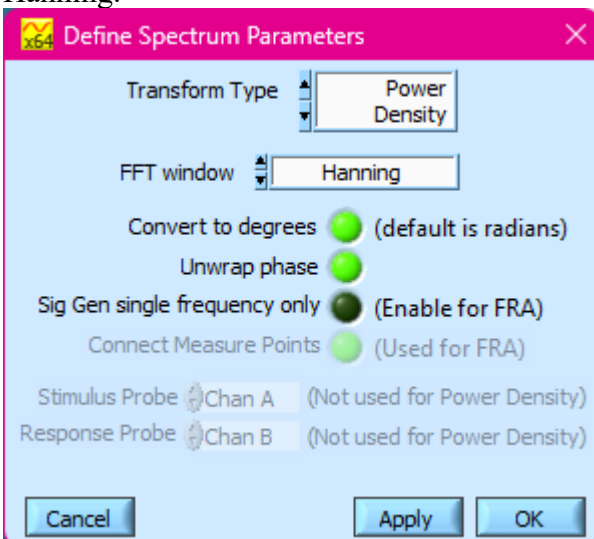 Hanning.
x64 Define Spectrum Parameters
Transform Type Power
Density
FFT window Hanning
Convert to degrees (default is radians)
Unwrap phase
Sig Gen single frequency only (Enable for FRA)
Connect Measure Points (Used for FRA)
Stimulus Probe Chan A (Not used for Power Density)
Response Probe Chan B (Not used for Power Density)
Cancel Apply OK